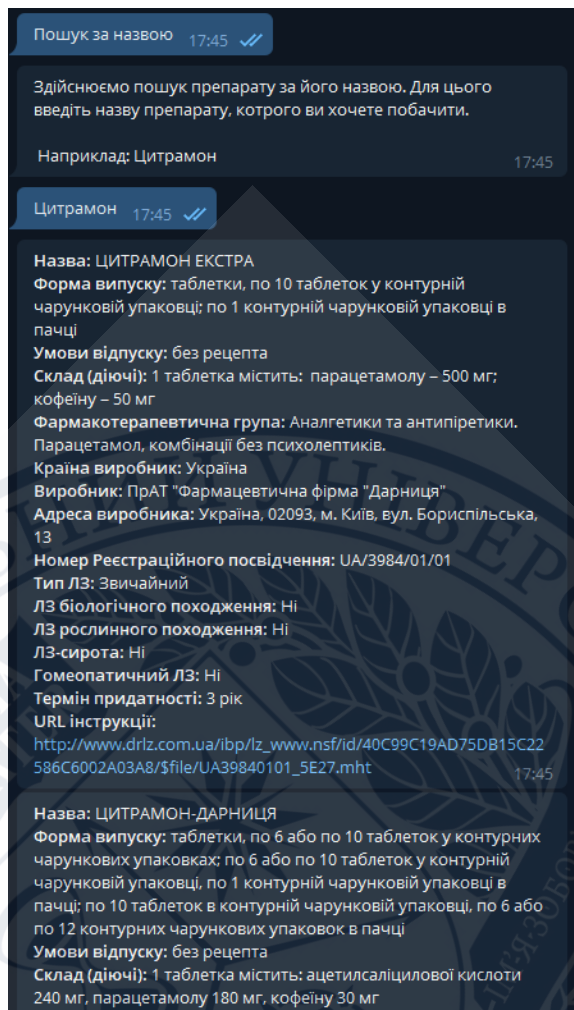 Пошук за назвою 17:45
Здійснюємо пошук препарату за його назвою. Для цього
введіть назву препарату, котрого ви хочете побачити.
Наприклад: Цитрамон 17:45
Цитрамон 17:45
Назва: ЦИТРАМОН ЕКСТРА
Форма випуску: таблетки, по 10 таблеток у контурній
чарунковій упаковці; по 1 контурній чарунковій упаковці в
пачці
Умови відпуску: без рецепта
Склад (діючі): 1 таблетка містить: парацетамолу – 500 мг;
кофеїну – 50 мг
Фармакотерапевтична група: Аналгетики та антипіретики.
Парацетамол, комбінації без психолептиків.
Країна виробник: Україна
Виробник: ПрАТ "Фармацевтична фірма "Дарниця"
Адреса виробника: Україна, 02093, м. Київ, вул. Бориспільська,
13
Номер Реєстраційного посвідчення: UA/3984/01/01
Тип ЛЗ: Звичайний
ЛЗ біологічного походження: Ні
ЛЗ рослинного походження: Ні
ЛЗ-сирота: Ні
Гомеопатичний ЛЗ: Ні
Термін придатності: 3 рік
URL інструкції:
http://www.drlz.com.ua/ibp/lz_www.nsf/id/40C99C19AD75DB15C22
586C6002A03A8/$file/UA39840101_5E27.mht 17:45
Назва: ЦИТРАМОН-ДАРНИЦЯ
Форма випуску: таблетки, по 6 або по 10 таблеток у контурних
чарункових упаковках; по 6 або по 10 таблеток у контурній
чарунковій упаковці, по 1 контурній чарунковій упаковці в
пачці; по 10 таблеток в контурній чарунковій упаковці, по 6 або
по 12 контурних чарункових упаковок в пачці
Умови відпуску: без рецепта
Склад (діючі): 1 таблетка містить: ацетилсаліцилової кислоти
240 мг, парацетамолу 180 мг, кофеїну 30 мг